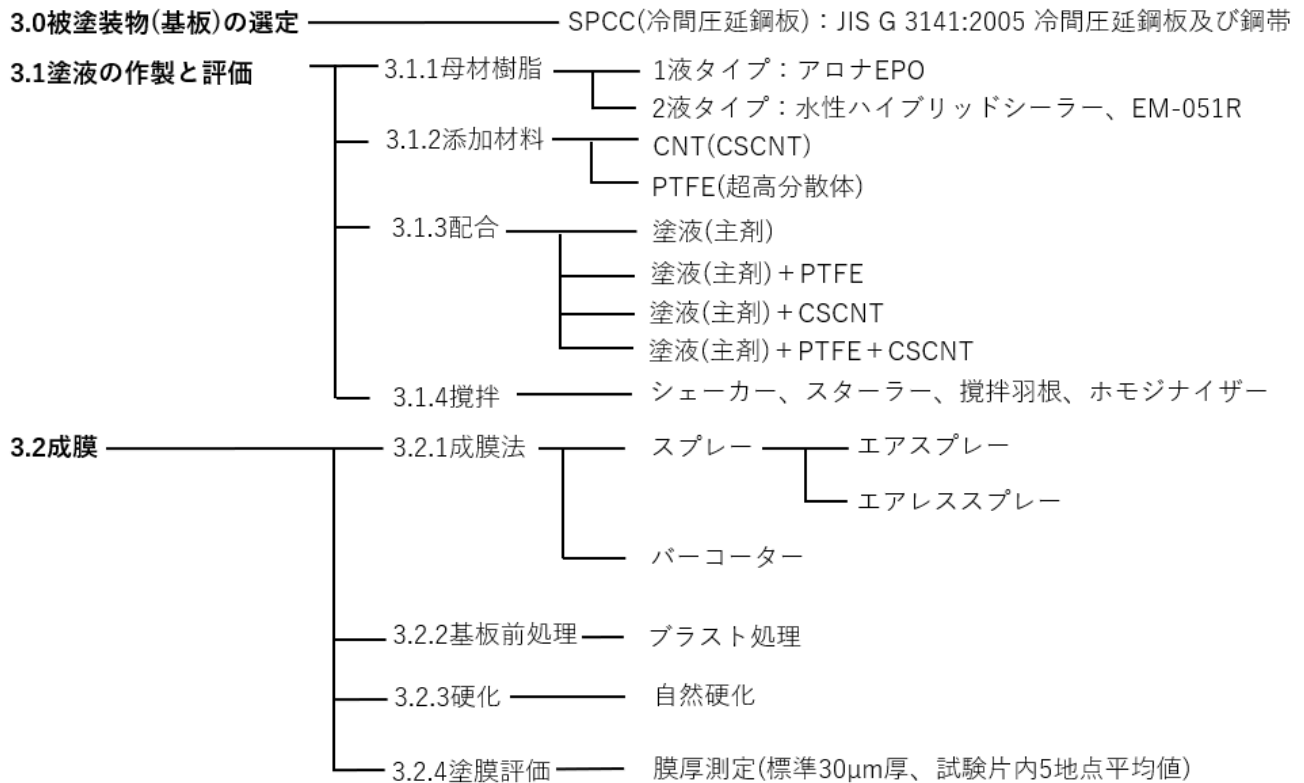 3.0被塗装物(基板)の選定 SPCC(冷間圧延鋼板)：JIS G 3141:2005 冷間圧延鋼板及び鋼帯
3.1塗液の作製と評価 3.1.1母材樹脂 1液タイプ：アロナEPO
2液タイプ：水性ハイブリッドシーラー、EM-051R
3.1.2添加材料 CNT(CSCNT)
PTFE(超高分散体)
3.1.3配合 塗液(主剤)
塗液(主剤)＋PTFE
塗液(主剤)＋CSCNT
塗液(主剤)＋PTFE＋CSCNT
3.1.4攪拌 シェーカー、スターラー、攪拌羽根、ホモジナイザー
3.2成膜 3.2.1成膜法 スプレー エアスプレー
エアレススプレー
バーコーター
3.2.2基板前処理 ブラスト処理
3.2.3硬化 自然硬化
3.2.4塗膜評価 膜厚測定(標準30μm厚、試験片内5地点平均値)